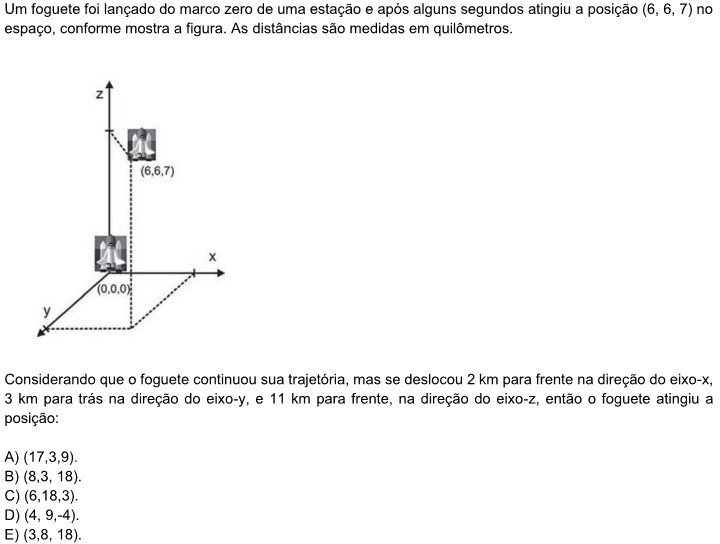 Um foguete foi lançado do marco zero de uma estação e após alguns segundos atingiu a posição (6, 6, 7) no
espaço, conforme mostra a figura. As distâncias são medidas em quilômetros.
z
(6,6,7)
x
(0,0,0)
y
Considerando que o foguete continuou sua trajetória, mas se deslocou 2 km para frente na direção do eixo-x,
3 km para trás na direção do eixo-y, e 11 km para frente, na direção do eixo-z, então o foguete atingiu a
posição:
A) (17,3,9).
B) (8,3, 18).
C) (6,18,3).
D) (4, 9,-4).
E) (3,8, 18).